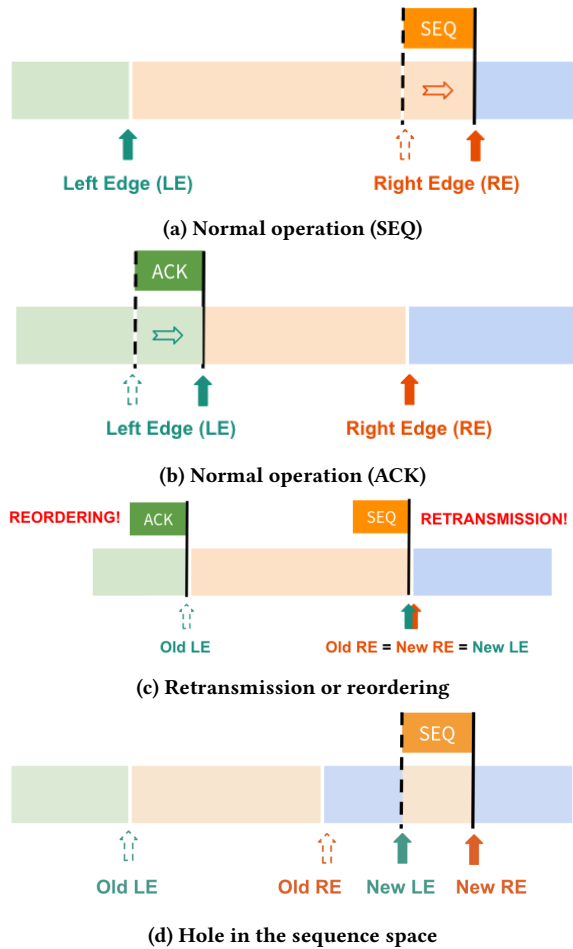 SEQ
Left Edge (LE) Right Edge (RE)
(a) Normal operation (SEQ)
ACK
Left Edge (LE) Right Edge (RE)
(b) Normal operation (ACK)
REORDERING! ACK SEQ RETRANSMISSION!
Old LE Old RE = New RE = New LE
(c) Retransmission or reordering
SEQ
Old LE Old RE New LE New RE
(d) Hole in the sequence space